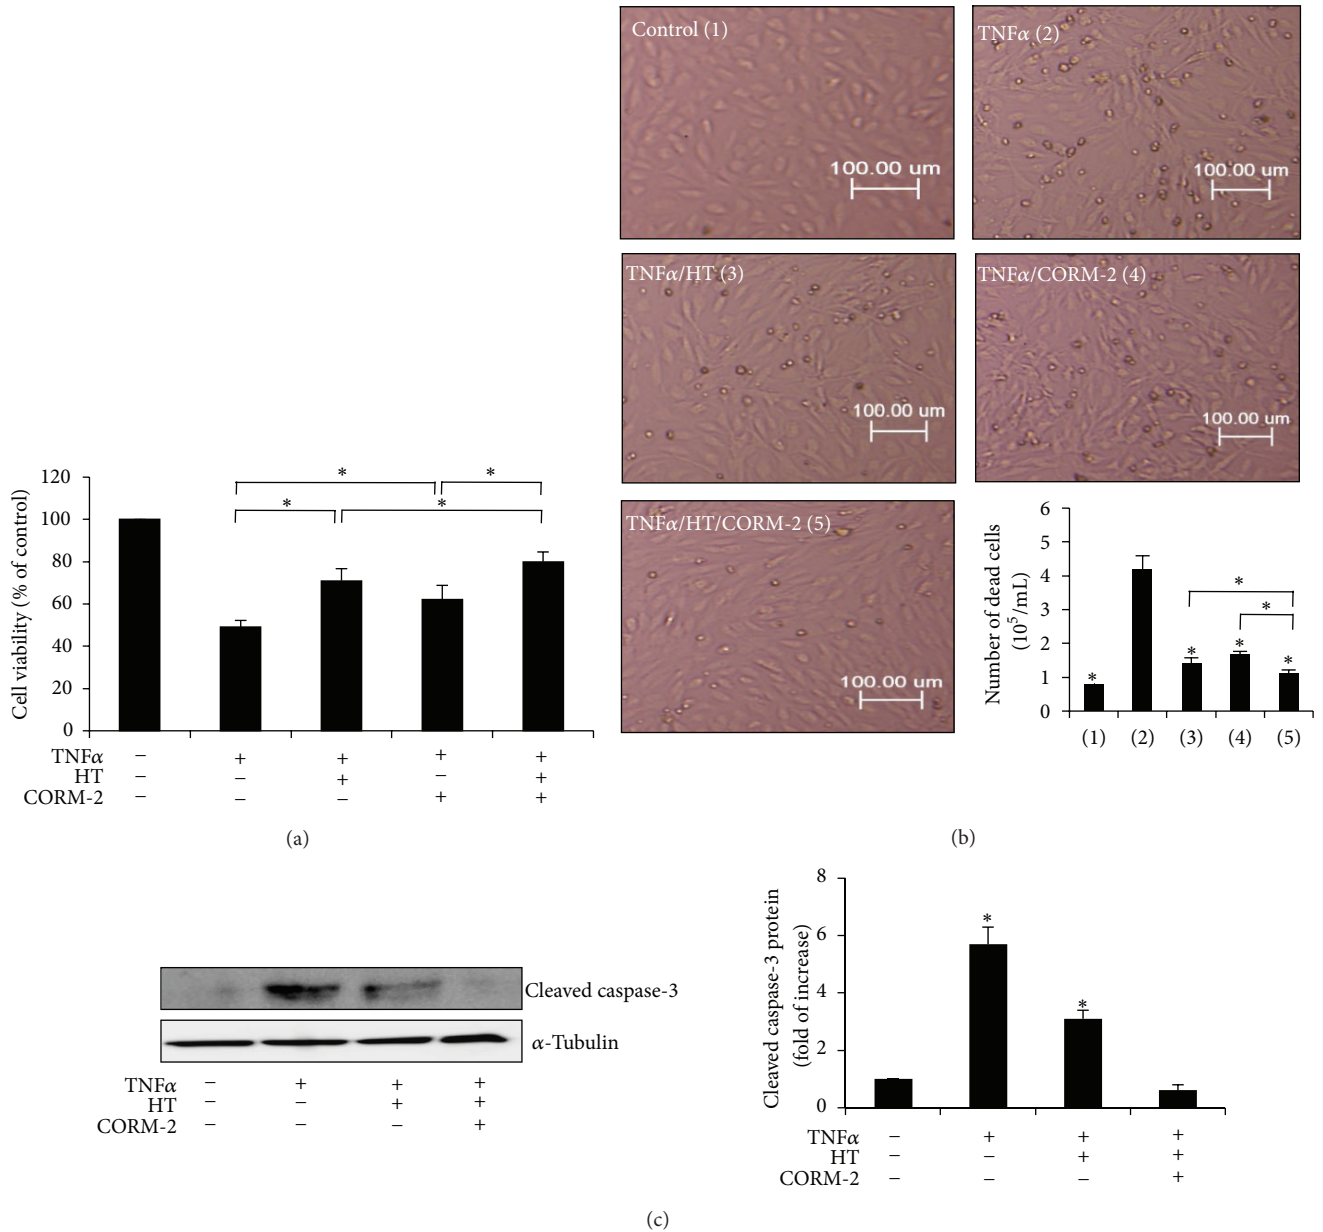 Control (1)
100.00 um
TNFα (2)
100.00 um
TNFα/HT (3)
100.00 um
TNFα/CORM-2 (4)
100.00 um
TNFα/HT/CORM-2 (5)
100.00 um
Cell viability (% of control)
120
100
80
60
40
20
0
* *
* *
TNFα − + + + +
HT − − + − +
CORM-2 − − − + +
(a)
Number of dead cells
(10⁵/mL)
6
5
4
3
2
1
0
*
*
* * * *
(1) (2) (3) (4) (5)
(b)
Cleaved caspase-3
α-Tubulin
TNFα − + + +
HT − − + +
CORM-2 − − − +
Cleaved caspase-3 protein
(fold of increase)
8
6
4
2
0
*
*
TNFα − + + +
HT − − + +
CORM-2 − − − +
(c)